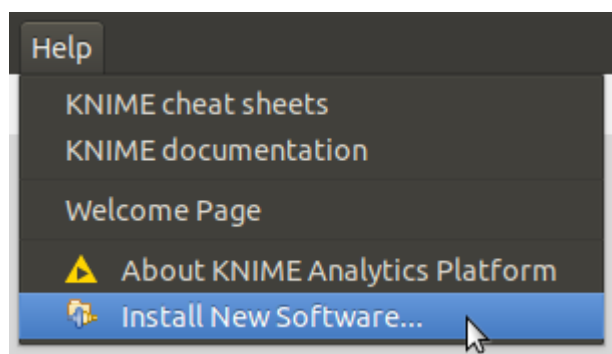 Help
KNIME cheat sheets
KNIME documentation
Welcome Page
About KNIME Analytics Platform
Install New Software...